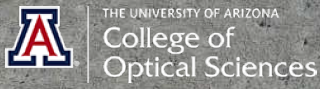 A
THE UNIVERSITY OF ARIZONA
College of
Optical Sciences